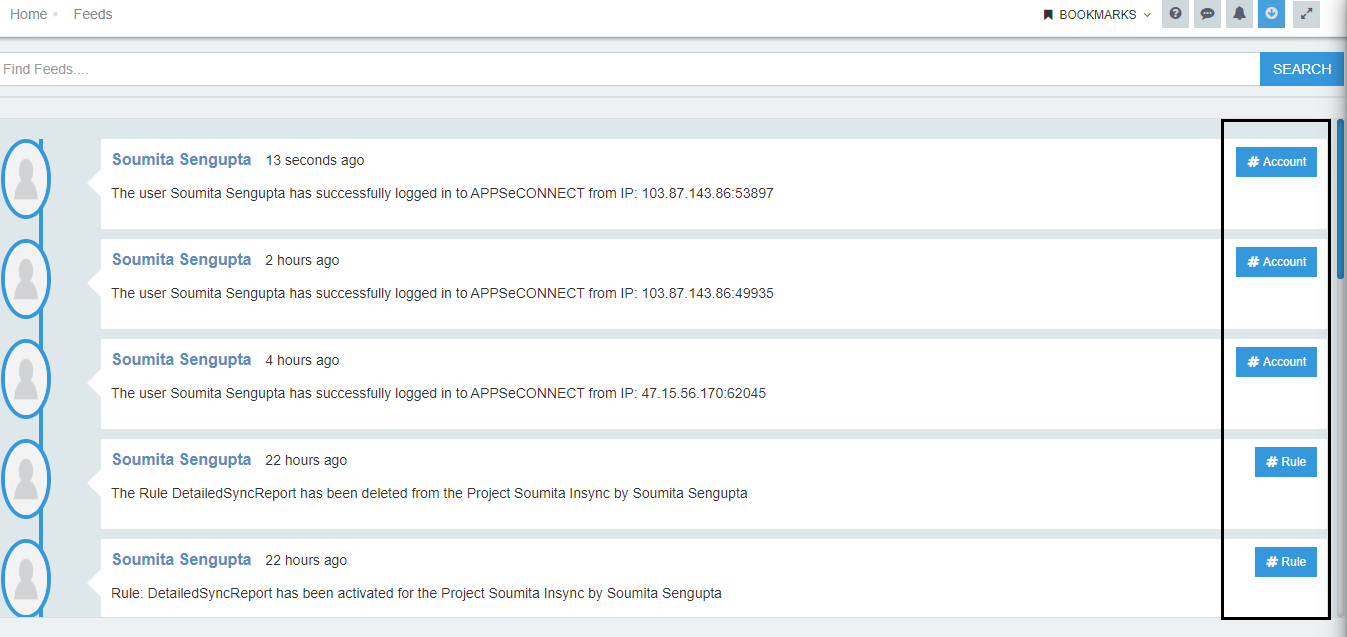 Home Feeds
BOOKMARKS
Find Feeds....
SEARCH
Soumita Sengupta 13 seconds ago
# Account
The user Soumita Sengupta has successfully logged in to APPSeCONNECT from IP: 103.87.143.86:53897
Soumita Sengupta 2 hours ago
# Account
The user Soumita Sengupta has successfully logged in to APPSeCONNECT from IP: 103.87.143.86:49935
Soumita Sengupta 4 hours ago
# Account
The user Soumita Sengupta has successfully logged in to APPSeCONNECT from IP: 47.15.56.170:62045
Soumita Sengupta 22 hours ago
# Rule
The Rule DetailedSyncReport has been deleted from the Project Soumita Insync by Soumita Sengupta
Soumita Sengupta 22 hours ago
# Rule
Rule: DetailedSyncReport has been activated for the Project Soumita Insync by Soumita Sengupta